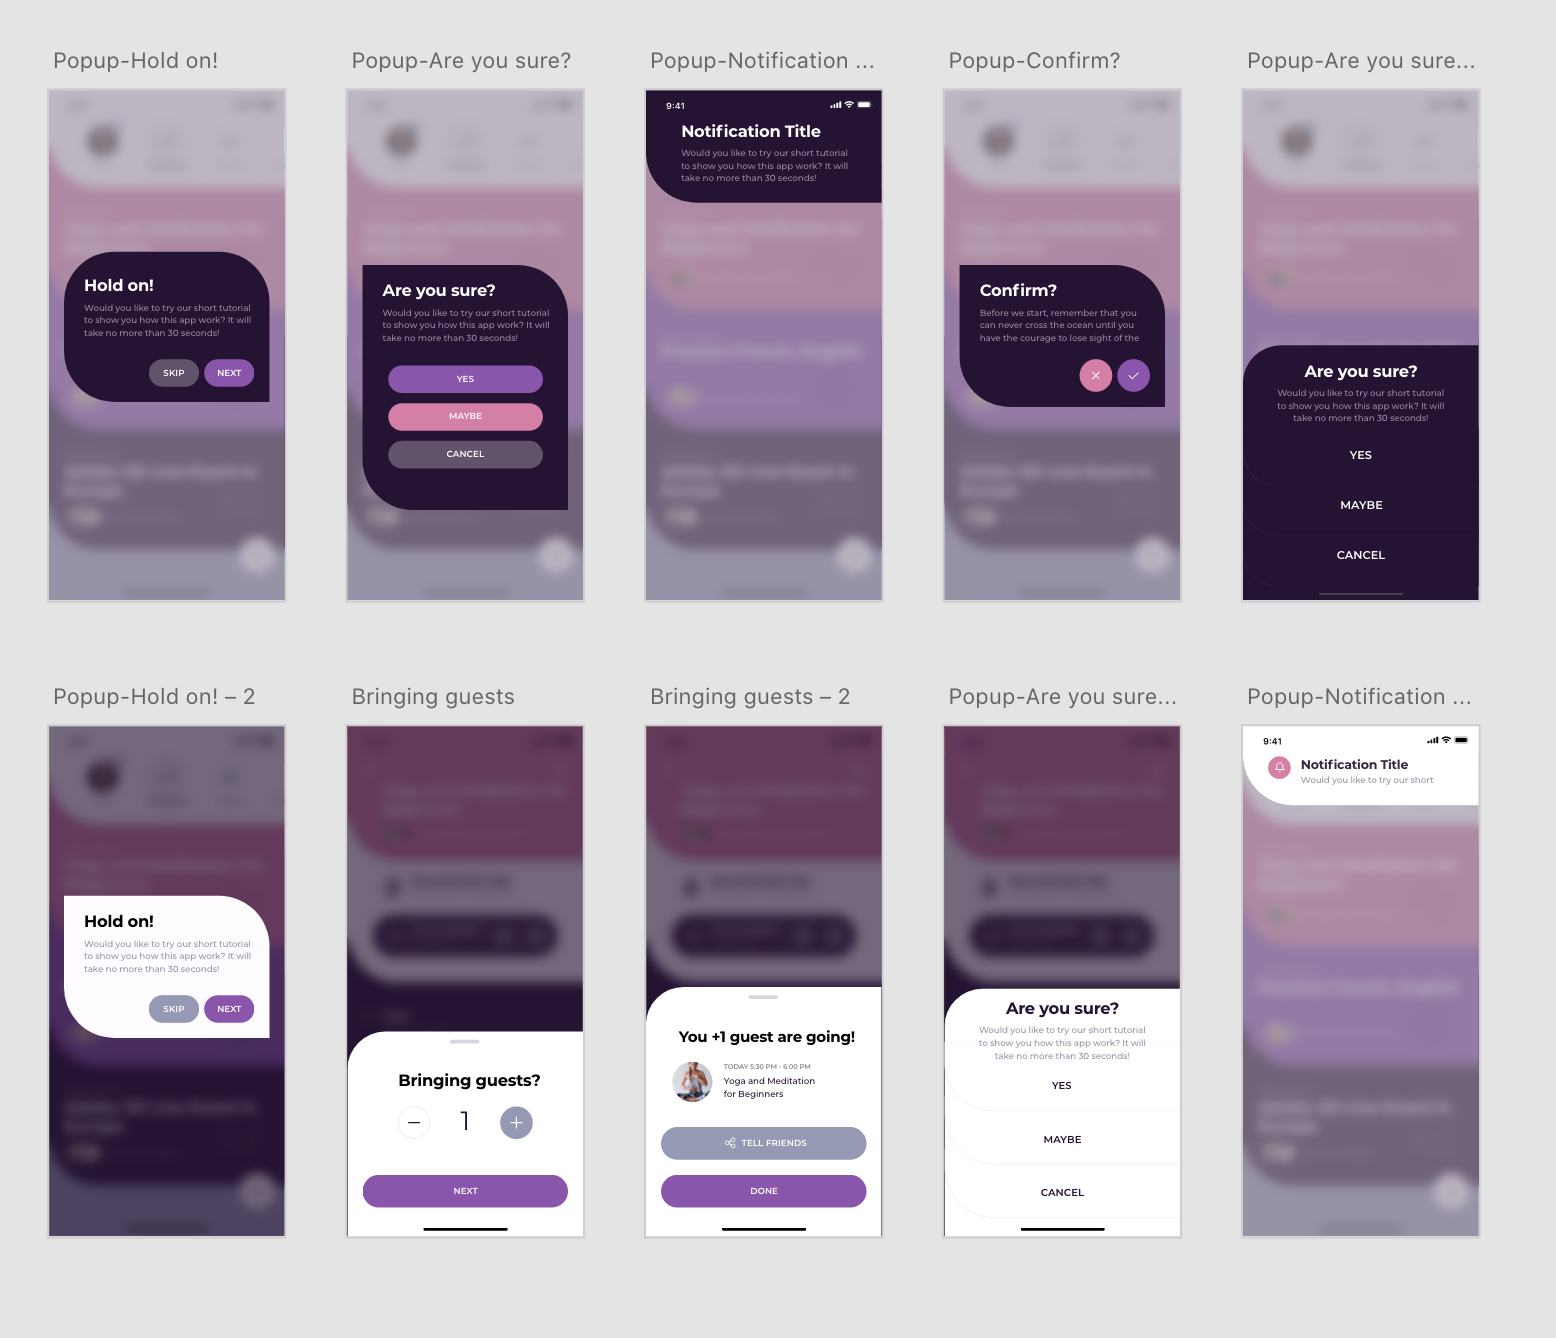 Popup-Hold on!
Popup-Are you sure?
Popup-Notification ...
Popup-Confirm?
Popup-Are you sure...
Hold on!
Would you like to try our short tutorial
to show you how this app work? It will
take no more than 30 seconds!
SKIP
NEXT
Are you sure?
Would you like to try our short tutorial
to show you how this app work? It will
take no more than 30 seconds!
YES
MAYBE
CANCEL
9:41
Notification Title
Would you like to try our short tutorial
to show you how this app work? It will
take no more than 30 seconds!
Confirm?
Before we start, remember that you
can never cross the ocean until you
have the courage to lose sight of the
Are you sure?
Would you like to try our short tutorial
to show you how this app work? It will
take no more than 30 seconds!
YES
MAYBE
CANCEL
Popup-Hold on! – 2
Bringing guests
Bringing guests – 2
Popup-Are you sure...
Popup-Notification ...
Hold on!
Would you like to try our short tutorial
to show you how this app work? It will
take no more than 30 seconds!
SKIP
NEXT
Bringing guests?
1
NEXT
You +1 guest are going!
TODAY 5:30 PM - 6:00 PM
Yoga and Meditation
for Beginners
TELL FRIENDS
DONE
Are you sure?
Would you like to try our short tutorial
to show you how this app work? It will
take no more than 30 seconds!
YES
MAYBE
CANCEL
9:41
Notification Title
Would you like to try our short